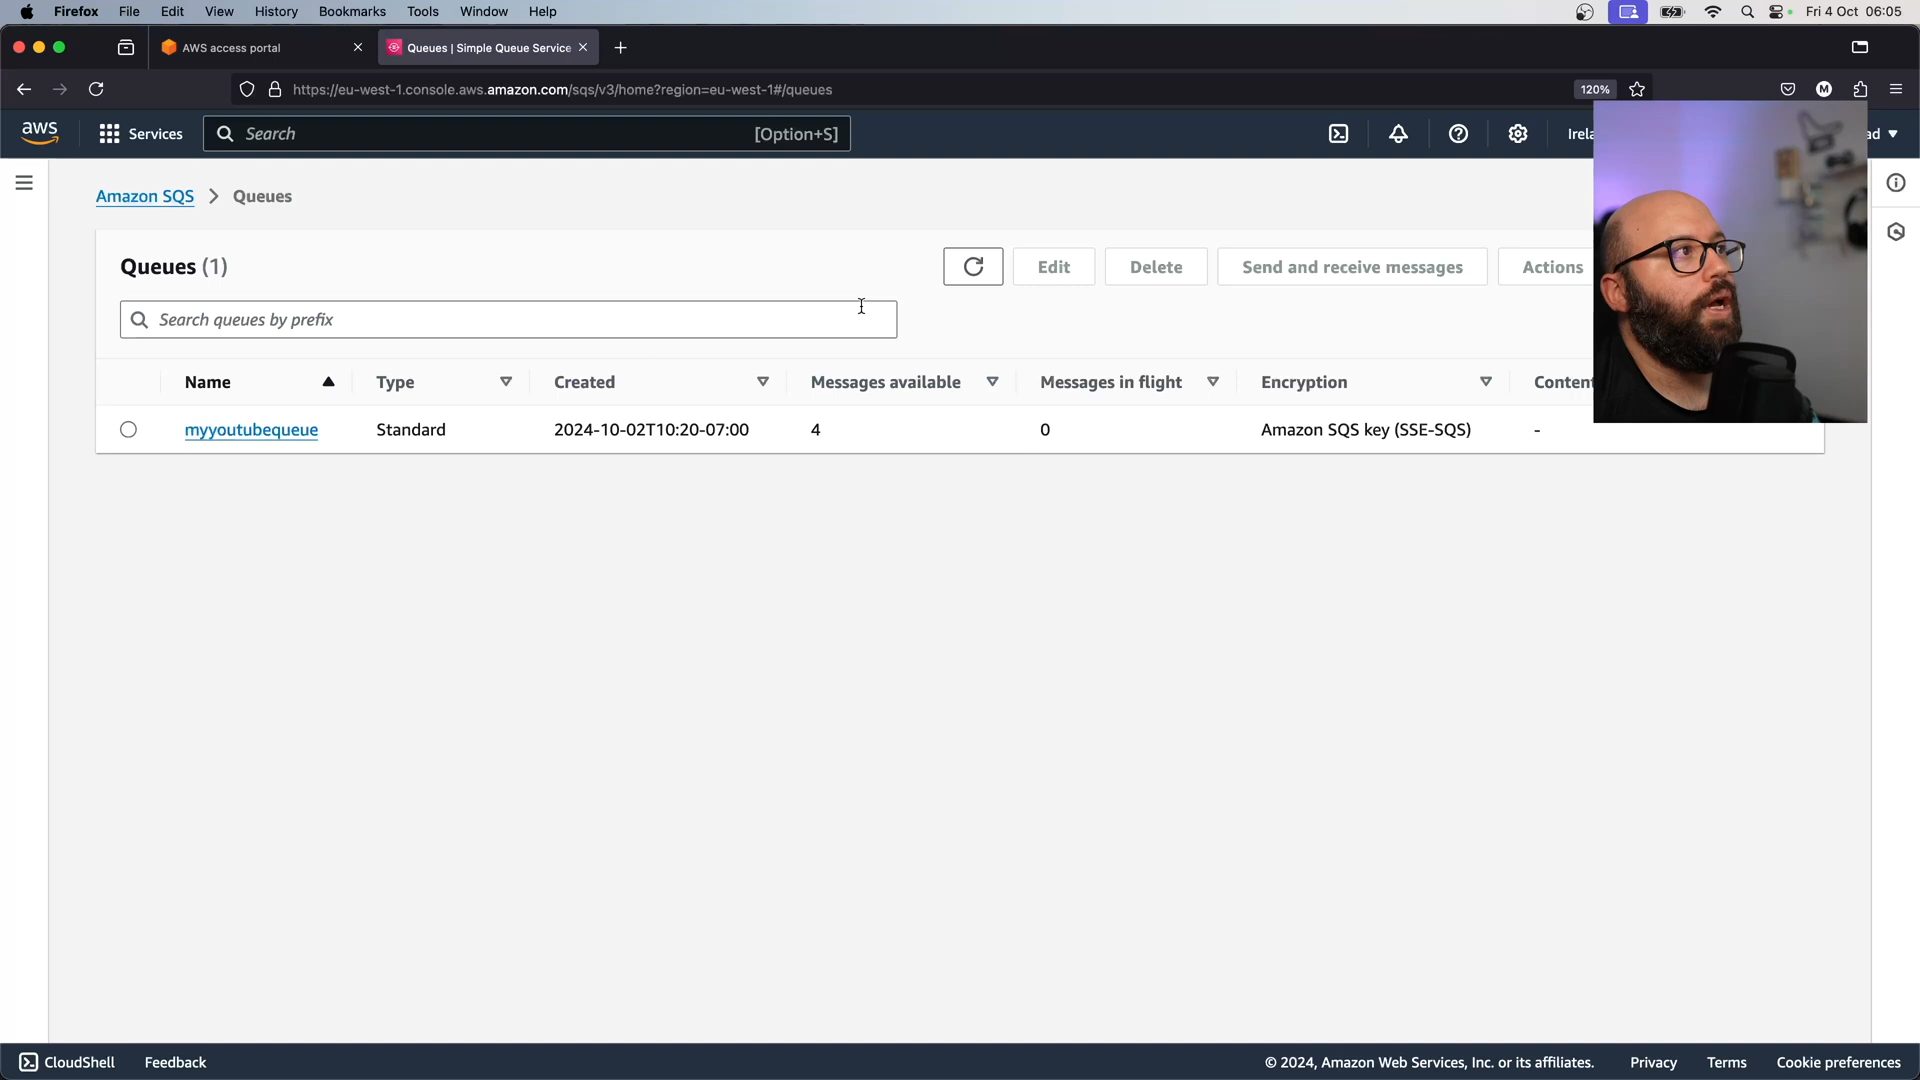 Firefox File Edit View History Bookmarks Tools Window Help Fri 4 Oct 06:05
AWS access portal Queues | Simple Queue Service
https://eu-west-1.console.aws.amazon.com/sqs/v3/home?region=eu-west-1#/queues 120% M
aws Services Search [Option+S]
Amazon SQS Queues
Queues (1) Edit Delete Send and receive messages Actions
Search queues by prefix
Name Type Created Messages available Messages in flight Encryption
myyoutubequeue Standard 2024-10-02T10:20-07:00 4 0 Amazon SQS key (SSE-SQS) -
CloudShell Feedback © 2024, Amazon Web Services, Inc. or its affiliates. Privacy Terms Cookie preferences